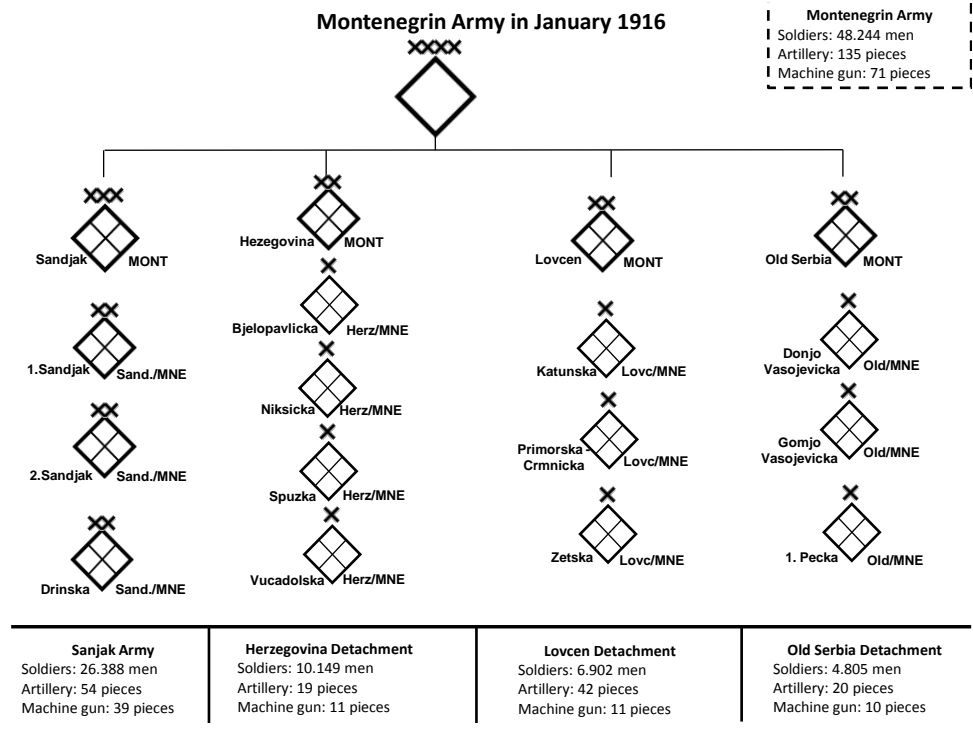 Montenegrin Army in January 1916
Montenegrin Army
Soldiers: 48.244 men
Artillery: 135 pieces
Machine gun: 71 pieces
Sandjak MONT
1.Sandjak Sand./MNE
2.Sandjak Sand./MNE
Drinska Sand./MNE
Hezegovina MONT
Bjelopavlicka Herz/MNE
Niksicka Herz/MNE
Spuzka Herz/MNE
Vucadolska Herz/MNE
Lovcen MONT
Katunska Lovc/MNE
Primorska -
Crmnicka Lovc/MNE
Zetska Lovc/MNE
Old Serbia MONT
Donjo
Vasojevicka Old/MNE
Gornjo
Vasojevicka Old/MNE
1. Pecka Old/MNE
Sanjak Army
Soldiers: 26.388 men
Artillery: 54 pieces
Machine gun: 39 pieces
Herzegovina Detachment
Soldiers: 10.149 men
Artillery: 19 pieces
Machine gun: 11 pieces
Lovcen Detachment
Soldiers: 6.902 men
Artillery: 42 pieces
Machine gun: 11 pieces
Old Serbia Detachment
Soldiers: 4.805 men
Artillery: 20 pieces
Machine gun: 10 pieces